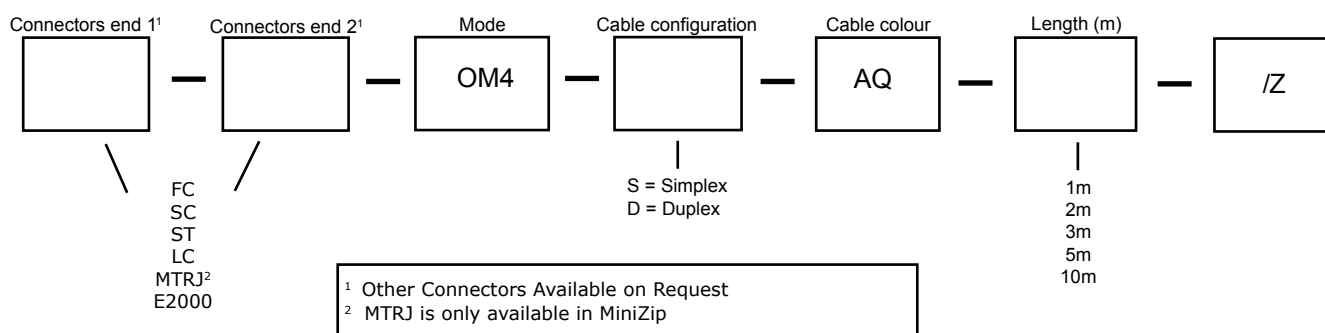 Connectors end 1¹
Connectors end 2¹
Mode
Cable configuration
Cable colour
Length (m)
OM4
AQ
/Z
FC
SC
ST
LC
MTRJ²
E2000
S = Simplex
D = Duplex
1m
2m
3m
5m
10m
¹ Other Connectors Available on Request
² MTRJ is only available in MiniZip